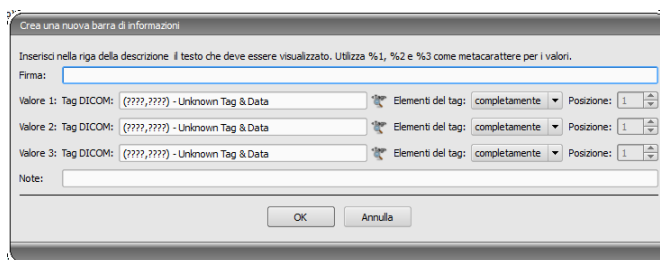 Crea una nuova barra di informazioni
Inserisci nella riga della descrizione il testo che deve essere visualizzato. Utilizza %1, %2 e %3 come metacarattere per i valori.
Firma:
Valore 1: Tag DICOM: (????,????) - Unknown Tag & Data Elementi del tag: completamente Posizione: 1
Valore 2: Tag DICOM: (????,????) - Unknown Tag & Data Elementi del tag: completamente Posizione: 1
Valore 3: Tag DICOM: (????,????) - Unknown Tag & Data Elementi del tag: completamente Posizione: 1
Note:
OK Annulla